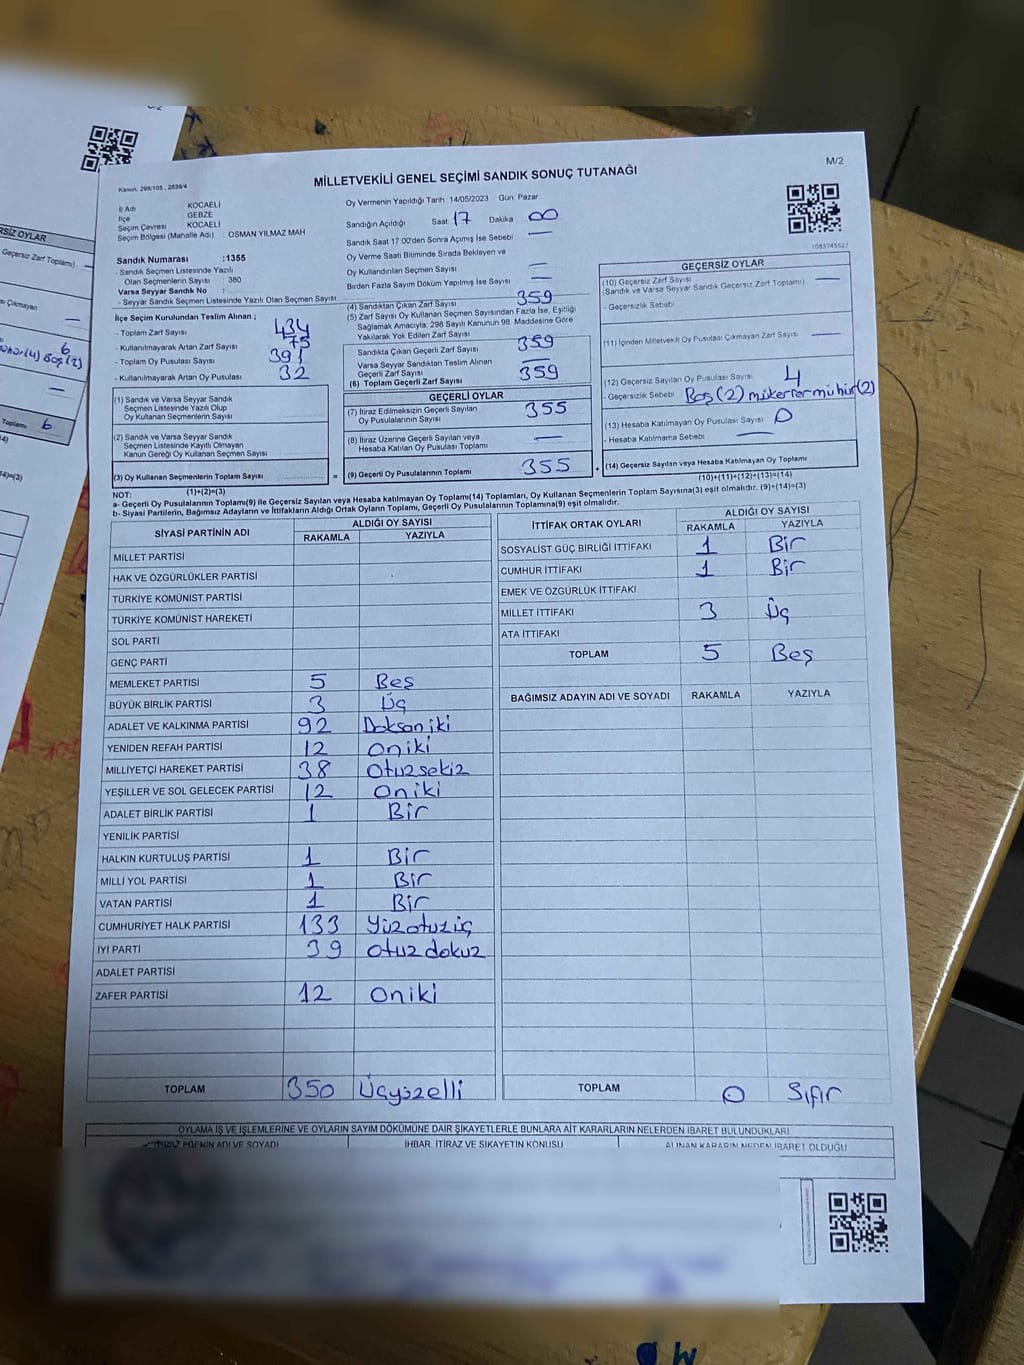 M/2
Kanun: 298/105 , 2839/4
MİLLETVEKİLİ GENEL SEÇİMİ SANDIK SONUÇ TUTANAĞI
İl Adı KOCAELİ
İlçe GEBZE
Seçim Çevresi KOCAELİ
Seçim Bölgesi (Mahalle Adı) : OSMAN YILMAZ MAH
Sandık Numarası :1355
- Sandık Seçmen Listesinde Yazılı
Olan Seçmenlerin Sayısı : 380
Varsa Seyyar Sandık No :
- Seyyar Sandık Seçmen Listesinde Yazılı Olan Seçmen Sayısı
İlçe Seçim Kurulundan Teslim Alınan ;
- Toplam Zarf Sayısı 434
- Kullanılmayarak Artan Zarf Sayısı 75
- Toplam Oy Pusulası Sayısı 391
- Kullanılmayarak Artan Oy Pusulası 32
(1) Sandık ve Varsa Seyyar Sandık
Seçmen Listesinde Yazılı Olup
Oy Kullanan Seçmenlerin Sayısı
(2) Sandık ve Varsa Seyyar Sandık
Seçmen Listesinde Kayıtlı Olmayan
Kanun Gereği Oy Kullanan Seçmen Sayısı
(3) Oy Kullanan Seçmenlerin Toplam Sayısı
(1)+(2)=(3)
Oy Vermenin Yapıldığı Tarih : 14/05/2023 Gün: Pazar
Sandığın Açıldığı Saat 17 Dakika 00
Sandık Saat 17:00'den Sonra Açımış İse Sebebi —
Oy Verme Saati Bitiminde Sırada Bekleyen ve
Oy Kullandırılan Seçmen Sayısı —
Birden Fazla Sayım Döküm Yapılmış İse Sayısı —
(4) Sandıktan Çıkan Zarf Sayısı 359
(5) Zarf Sayısı Oy Kullanan Seçmen Sayısından Fazla İse, Eşitliği
Sağlamak Amacıyla: 298 Sayılı Kanunun 98. Maddesine Göre
Yakılarak Yok Edilen Zarf Sayısı
Sandıkta Çıkan Geçerli Zarf Sayısı 359
Varsa Seyyar Sandıktan Teslim Alınan
Geçerli Zarf Sayısı —
(6) Toplam Geçerli Zarf Sayısı 359
GEÇERLİ OYLAR
(7) İtiraz Edilmeksizin Geçerli Sayılan
Oy Pusulalarının Sayısı 355
(8) İtiraz Üzerine Geçerli Sayılan veya
Hesaba Katılan Oy Pusulası Toplamı —
= (9) Geçerli Oy Pusulalarının Toplamı 355
GEÇERSİZ OYLAR
(10) Geçersiz Zarf Sayısı —
(Sandık ve Varsa Seyyar Sandık Geçersiz Zarf Toplamı)
- Geçersizlik Sebebi
(11) İçinden Milletvekili Oy Pusulası Çıkmayan Zarf Sayısı —
(12) Geçersiz Sayılan Oy Pusulası Sayısı 4
- Geçersizlik Sebebi Boş (2) mükerrer mühür(2)
(13) Hesaba Katılmayan Oy Pusulası Sayısı 0
- Hesaba Katılmama Sebebi —
+ (14) Geçersiz Sayılan veya Hesaba Katılmayan Oy Toplamı
(10)+(11)+(12)+(13)=(14)
NOT:
a- Geçerli Oy Pusulalarının Toplamı(9) ile Geçersiz Sayılan veya Hesaba katılmayan Oy Toplamı(14) Toplamları, Oy Kullanan Seçmenlerin Toplam Sayısına(3) eşit olmalıdır. (9)+(14)=(3)
b- Siyasi Partilerin, Bağımsız Adayların ve İttifakların Aldığı Ortak Oyların Toplamı, Geçerli Oy Pusulalarının Toplamına(9) eşit olmalıdır.
SİYASİ PARTİNİN ADI ALDIĞI OY SAYISI
RAKAMLA YAZIYLA
MİLLET PARTİSİ
HAK VE ÖZGÜRLÜKLER PARTİSİ
TÜRKİYE KOMÜNİST PARTİSİ
TÜRKİYE KOMÜNİST HAREKETİ
SOL PARTİ
GENÇ PARTİ
MEMLEKET PARTİSİ 5 Beş
BÜYÜK BİRLİK PARTİSİ 3 Üç
ADALET VE KALKINMA PARTİSİ 92 Doksan iki
YENİDEN REFAH PARTİSİ 12 Oniki
MİLLİYETÇİ HAREKET PARTİSİ 38 Otuz sekiz
YEŞİLLER VE SOL GELECEK PARTİSİ 12 Oniki
ADALET BİRLİK PARTİSİ 1 Bir
YENİLİK PARTİSİ
HALKIN KURTULUŞ PARTİSİ 1 Bir
MİLLİ YOL PARTİSİ 1 Bir
VATAN PARTİSİ 1 Bir
CUMHURİYET HALK PARTİSİ 133 Yüzotuzüç
İYİ PARTİ 39 Otuz dokuz
ADALET PARTİSİ
ZAFER PARTİSİ 12 Oniki
TOPLAM 350 Üçyüzelli
İTTİFAK ORTAK OYLARI ALDIĞI OY SAYISI
RAKAMLA YAZIYLA
SOSYALİST GÜÇ BİRLİĞİ İTTİFAKI 1 Bir
CUMHUR İTTİFAKI 1 Bir
EMEK VE ÖZGÜRLÜK İTTİFAKI
MİLLET İTTİFAKI 3 Üç
ATA İTTİFAKI
TOPLAM 5 Beş
BAĞIMSIZ ADAYIN ADI VE SOYADI RAKAMLA YAZIYLA
TOPLAM 0 Sıfır
OYLAMA İŞ VE İŞLEMLERİNE VE OYLARIN SAYIM DÖKÜMÜNE DAİR ŞİKAYETLERLE BUNLARA AİT KARARLARIN NELERDEN İBARET BULUNDUKLARI
EDENİN ADI VE SOYADI İHBAR, İTİRAZ VE ŞİKAYETİN KONUSU ALINAN KARARIN NEDEN İBARET OLDUĞU